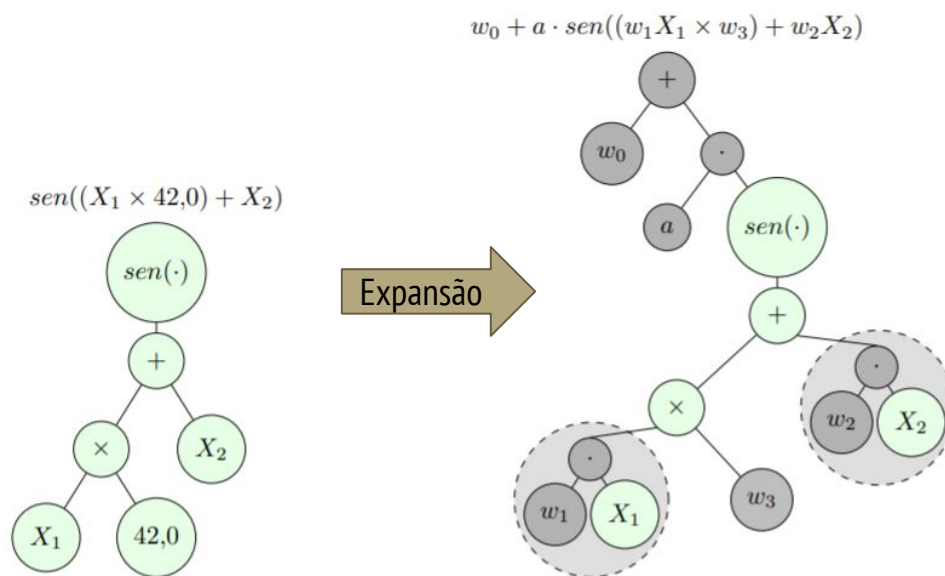 w₀ + a · sen((w₁X₁ × w₃) + w₂X₂)
+
w₀
·
a
sen(·)
+
×
·
w₁
X₁
w₃
·
w₂
X₂
sen((X₁ × 42,0) + X₂)
sen(·)
+
×
X₂
X₁
42,0
Expansão